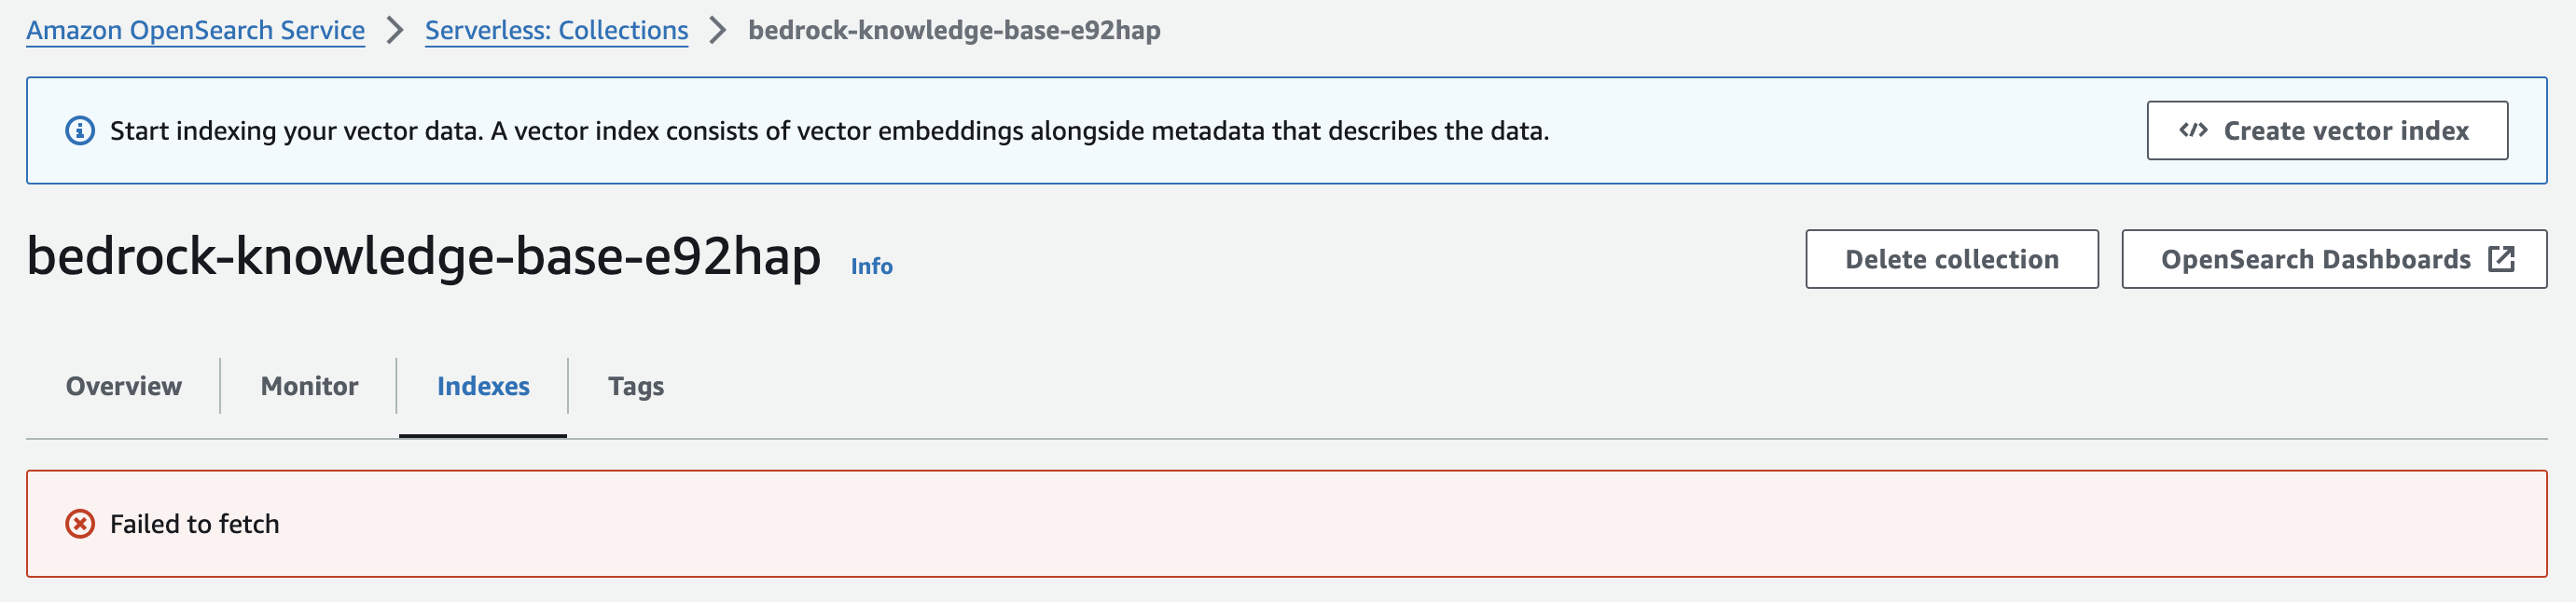 Amazon OpenSearch Service > Serverless: Collections > bedrock-knowledge-base-e92hap
Start indexing your vector data. A vector index consists of vector embeddings alongside metadata that describes the data.
</> Create vector index
bedrock-knowledge-base-e92hap Info
Delete collection
OpenSearch Dashboards
Overview
Monitor
Indexes
Tags
Failed to fetch